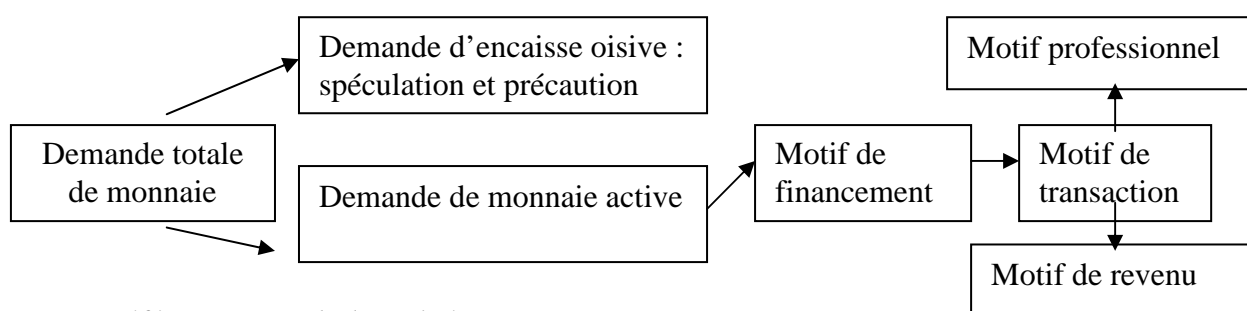 Demande d’encaisse oisive :
spéculation et précaution
Motif professionnel
Demande totale
de monnaie
Demande de monnaie active
Motif de
financement
Motif de
transaction
Motif de revenu